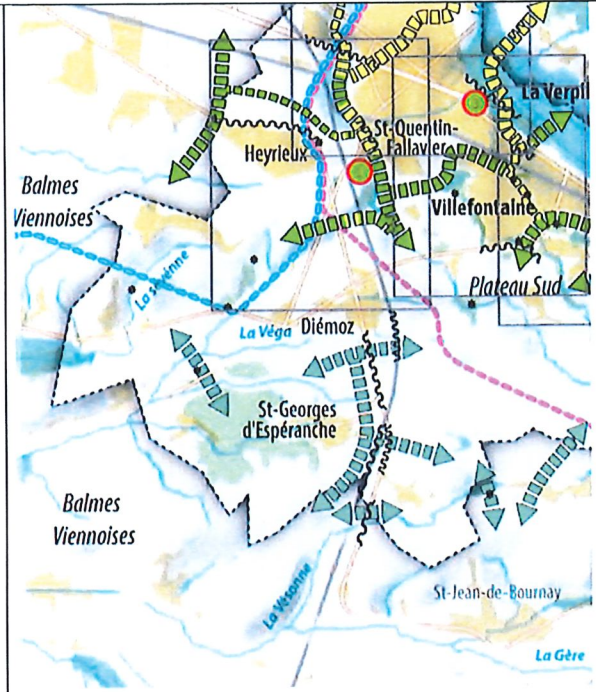 La Verpil
St-Quentin-
Fallavier
Heyrieux
Balmes
Viennoises
Villefontaine
La sévenne
Plateau Sud
La Véga
Diémoz
St-Georges
d'Espéranche
Balmes
Viennoises
La Vésonne
St-Jean-de-Bournay
La Gère